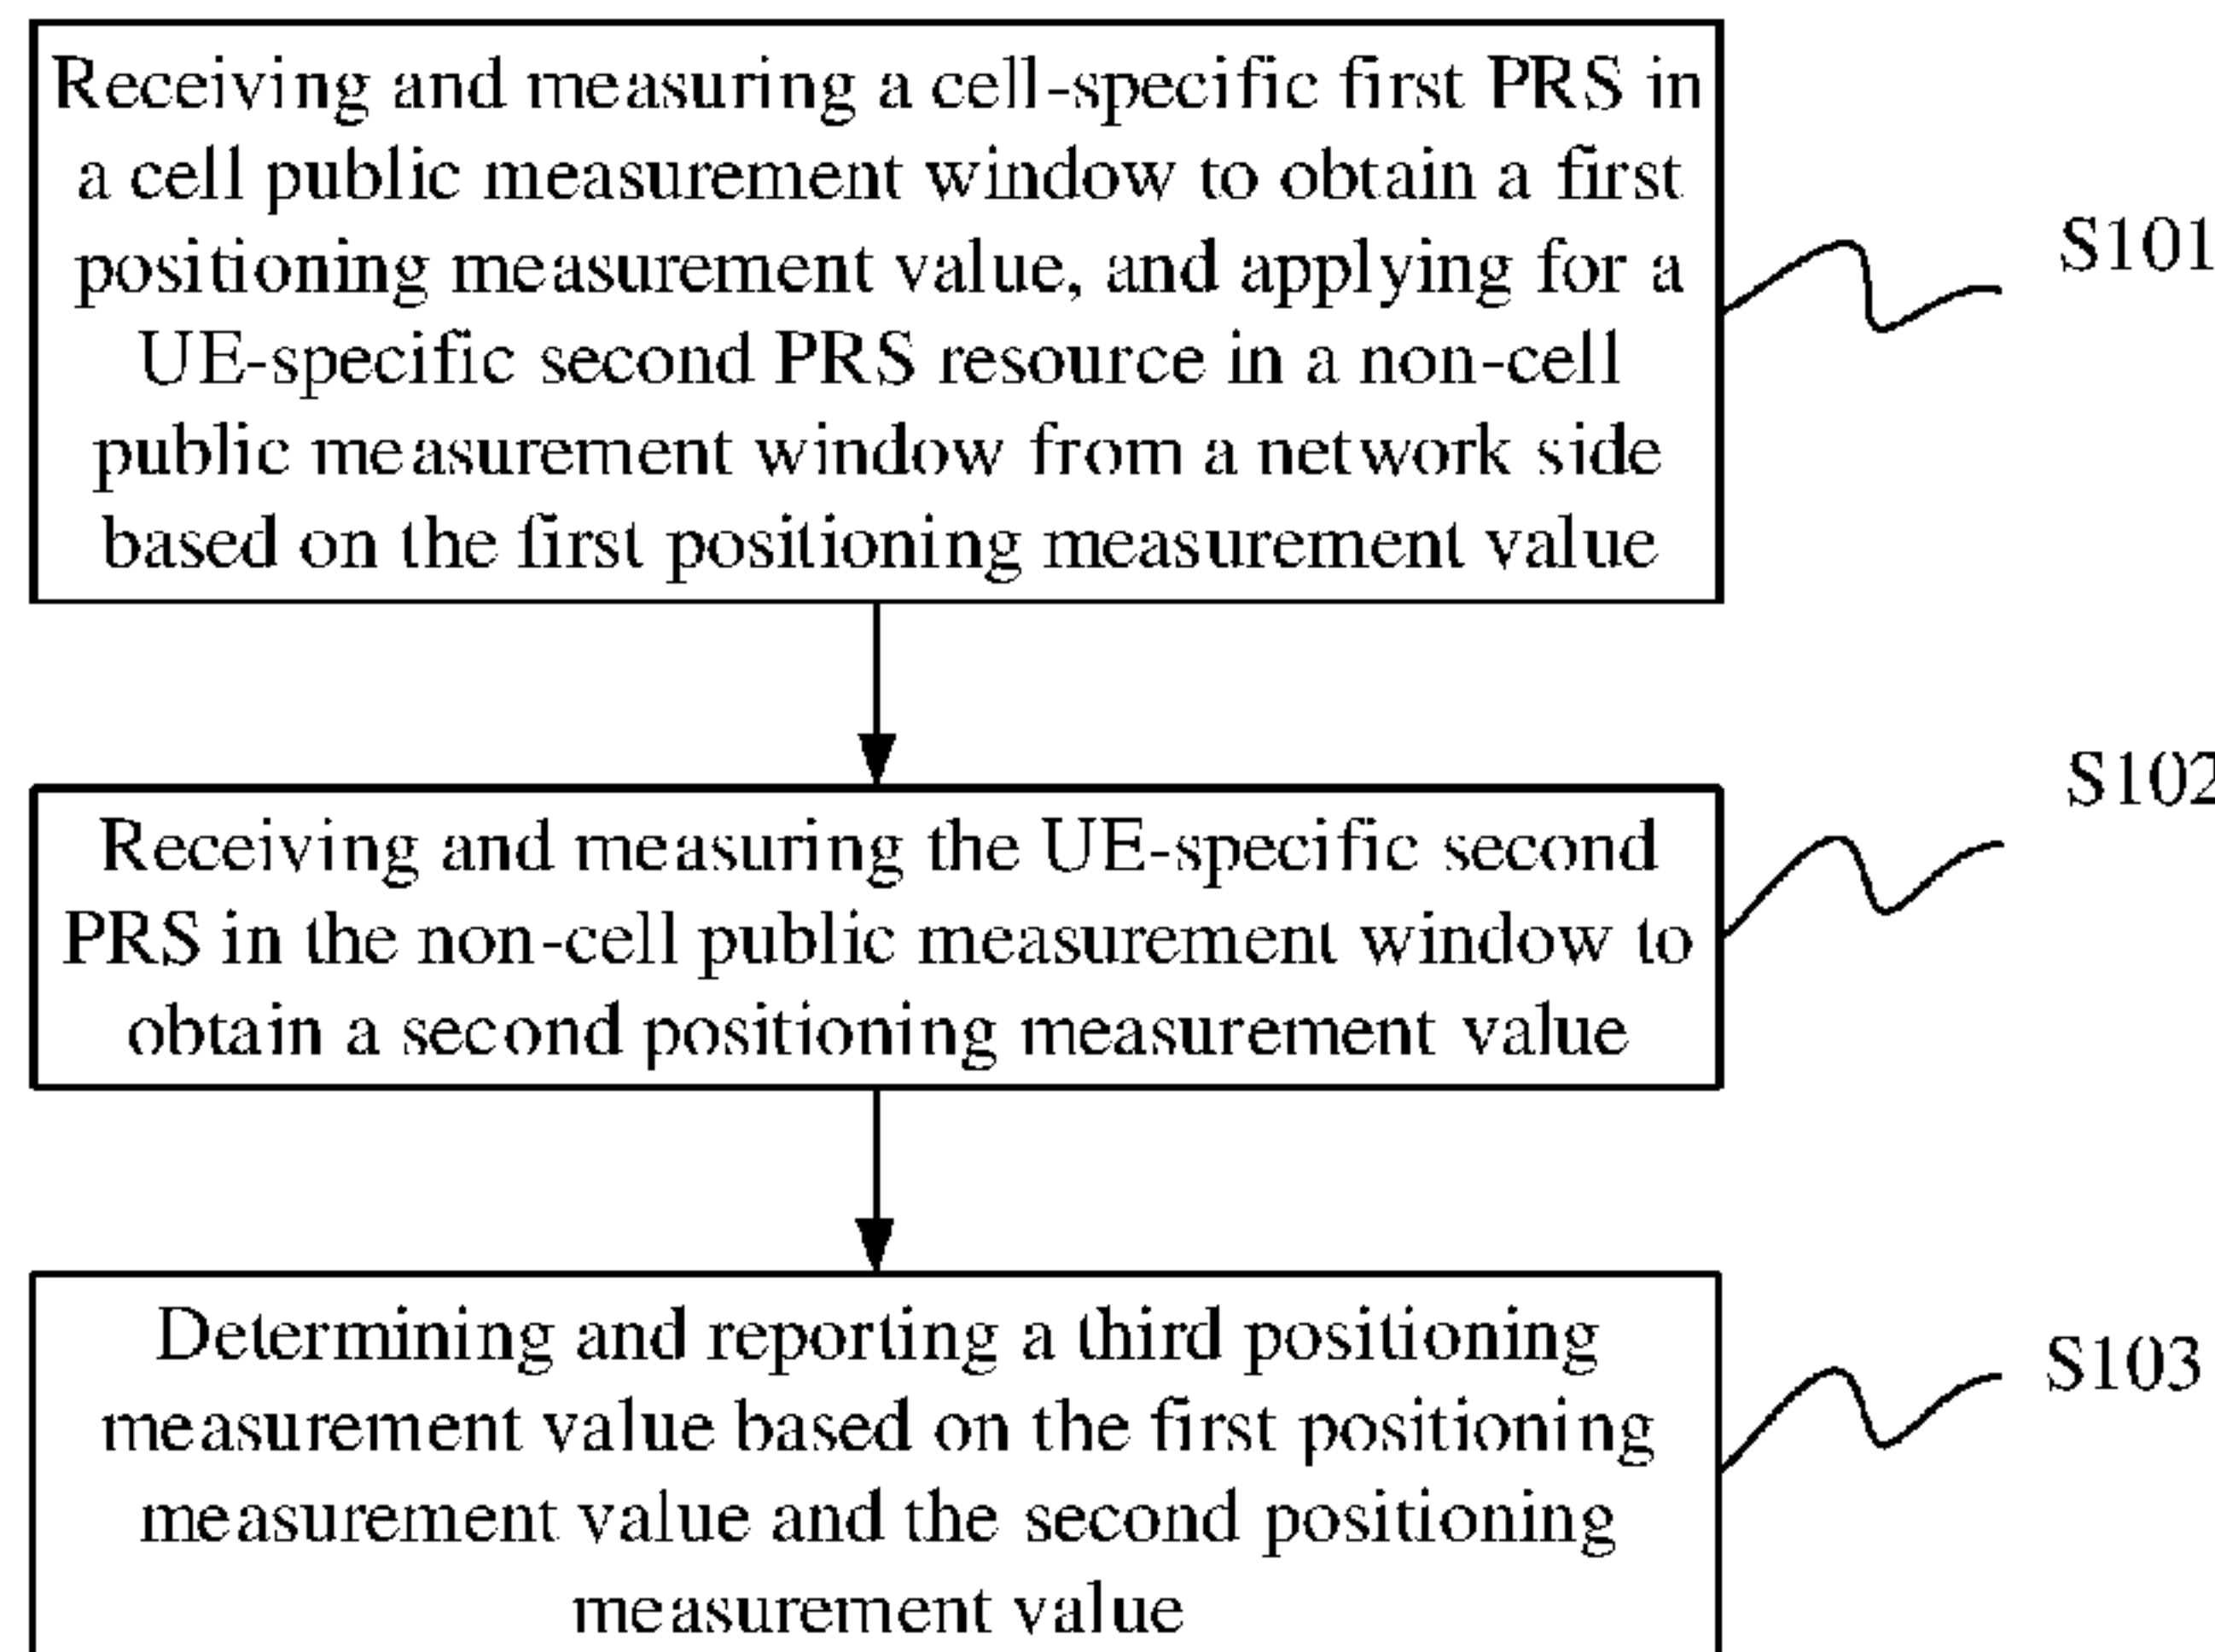 Receiving and measuring a cell-specific first PRS in
a cell public measurement window to obtain a first
positioning measurement value, and applying for a
UE-specific second PRS resource in a non-cell
public measurement window from a network side
based on the first positioning measurement value
S101
Receiving and measuring the UE-specific second
PRS in the non-cell public measurement window to
obtain a second positioning measurement value
S102
Determining and reporting a third positioning
measurement value based on the first positioning
measurement value and the second positioning
measurement value
S103